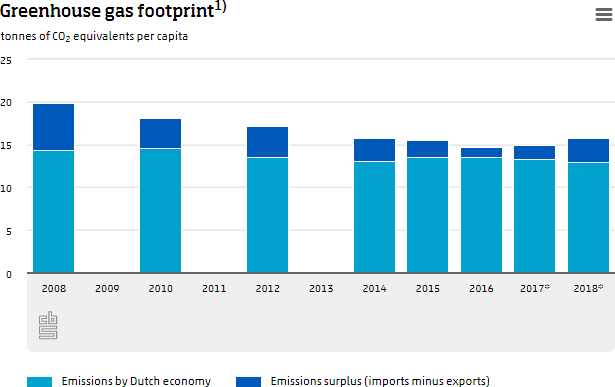 Greenhouse gas footprint1)
tonnes of CO2 equivalents per capita
25
20
15
10
5
0
2008 2009 2010 2011 2012 2013 2014 2015 2016 2017* 2018*
cbs
Emissions by Dutch economy Emissions surplus (imports minus exports)